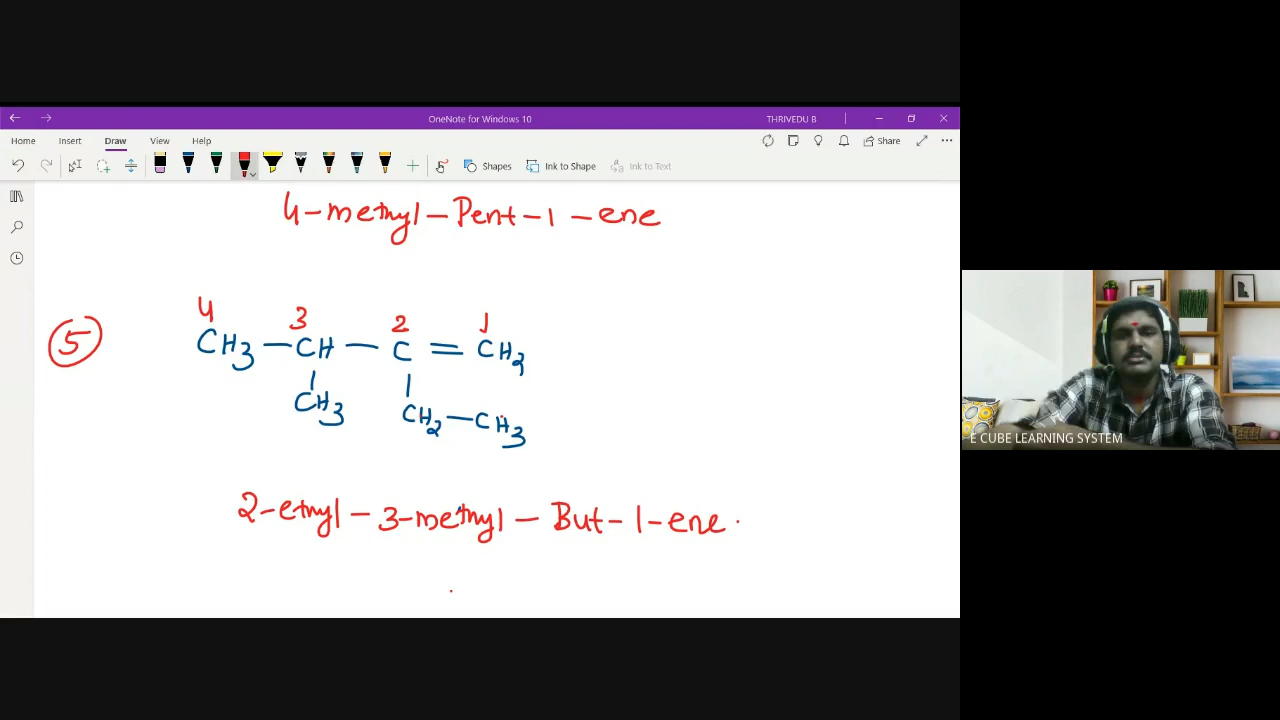 OneNote for Windows 10
THRIVEDU B
Home Insert Draw View Help
Shapes Ink to Shape Ink to Text Share
4-methyl-Pent-1-ene
5
4 3 2 1
CH3-CH-C=CH2
CH3 CH2-CH3
2-ethyl-3-methyl-But-1-ene.
E CUBE LEARNING SYSTEM